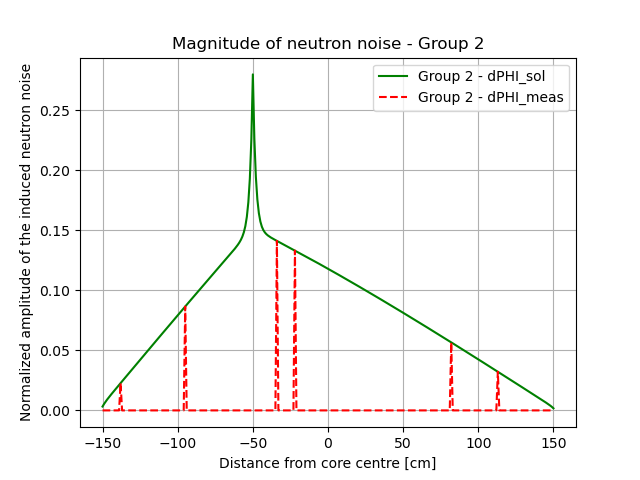 Magnitude of neutron noise - Group 2
Normalized amplitude of the induced neutron noise
0.25
0.20
0.15
0.10
0.05
0.00
Group 2 - dPHI_sol
Group 2 - dPHI_meas
−150
−100
−50
0
50
100
150
Distance from core centre [cm]